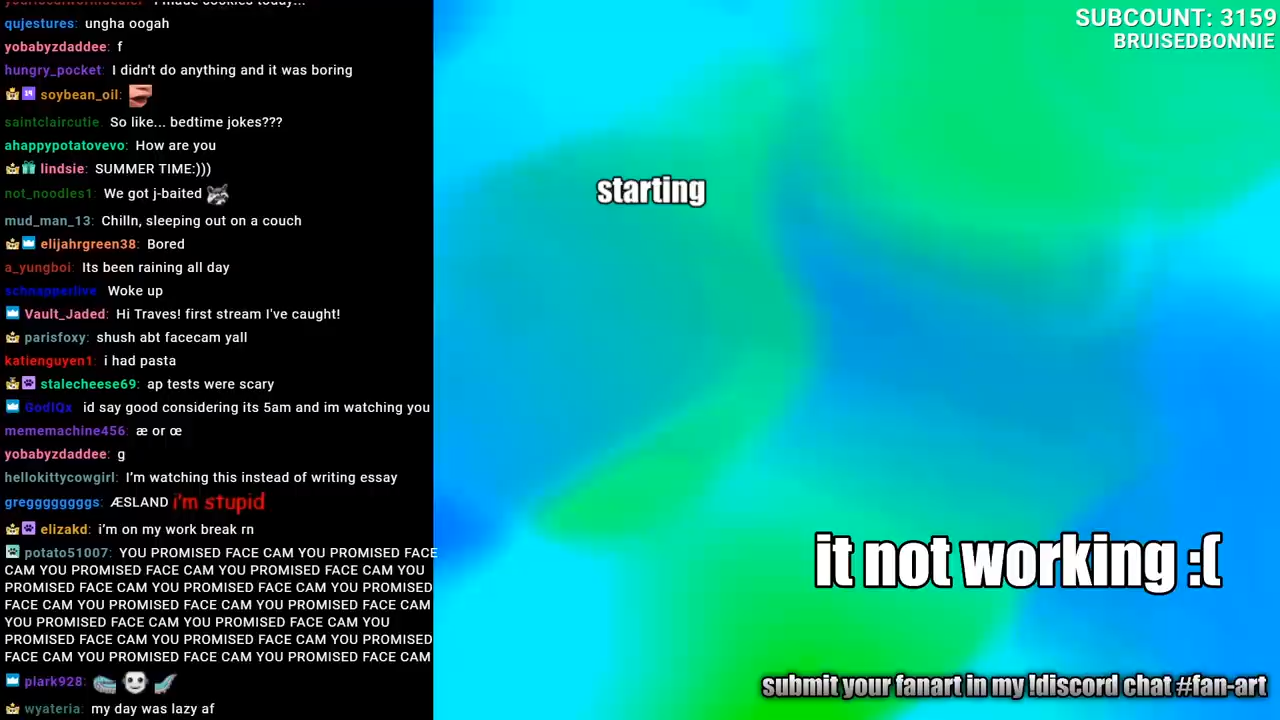 I made cookies today...
qujestures: ungha oogah
yobabyzdaddee: f
hungry_pocket: I didn't do anything and it was boring
soybean_oil:
saintclaircutie: So like... bedtime jokes???
ahappypotatovevo: How are you
lindsie: SUMMER TIME:)))
not_noodles1: We got j-baited
mud_man_13: Chilln, sleeping out on a couch
elijahrgreen38: Bored
a_yungboi: Its been raining all day
schnapperlive: Woke up
Vault_Jaded: Hi Traves! first stream I've caught!
parisfoxy: shush abt facecam yall
katienguyen1: i had pasta
stalecheese69: ap tests were scary
GodIQx: id say good considering its 5am and im watching you
mememachine456: æ or œ
yobabyzdaddee: g
hellokittycowgirl: I'm watching this instead of writing essay
greggggggggs: ÆSLAND i'm stupid
elizakd: i'm on my work break rn
potato51007: YOU PROMISED FACE CAM YOU PROMISED FACE
CAM YOU PROMISED FACE CAM YOU PROMISED FACE CAM YOU
PROMISED FACE CAM YOU PROMISED FACE CAM YOU PROMISED
FACE CAM YOU PROMISED FACE CAM YOU PROMISED FACE CAM
YOU PROMISED FACE CAM YOU PROMISED FACE CAM YOU
PROMISED FACE CAM YOU PROMISED FACE CAM YOU PROMISED
FACE CAM YOU PROMISED FACE CAM YOU PROMISED FACE CAM
plark928:
wyateria: my day was lazy af
SUBCOUNT: 3159
BRUISEDBONNIE
starting
it not working :(
submit your fanart in my !discord chat #fan-art